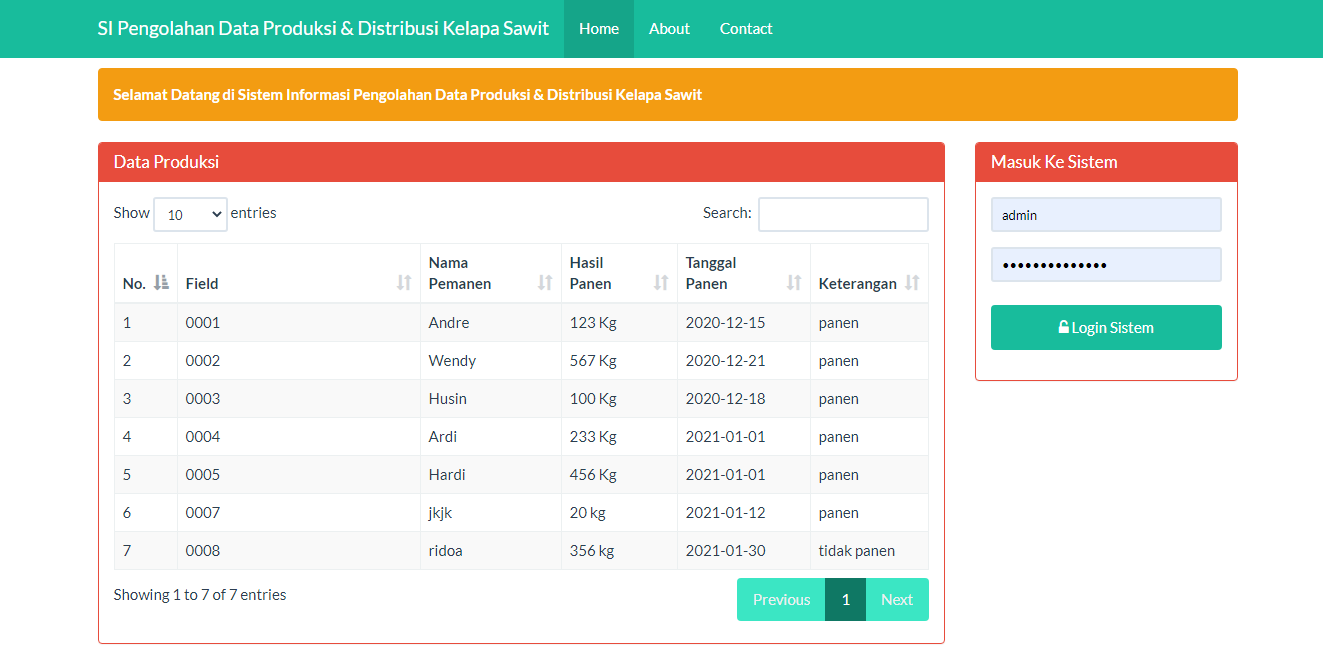 SI Pengolahan Data Produksi & Distribusi Kelapa Sawit Home About Contact
Selamat Datang di Sistem Informasi Pengolahan Data Produksi & Distribusi Kelapa Sawit
Data Produksi
Show 10 entries Search:
No. Field Nama Pemanen Hasil Panen Tanggal Panen Keterangan
1 0001 Andre 123 Kg 2020-12-15 panen
2 0002 Wendy 567 Kg 2020-12-21 panen
3 0003 Husin 100 Kg 2020-12-18 panen
4 0004 Ardi 233 Kg 2021-01-01 panen
5 0005 Hardi 456 Kg 2021-01-01 panen
6 0007 jkjk 20 kg 2021-01-12 panen
7 0008 ridoa 356 kg 2021-01-30 tidak panen
Showing 1 to 7 of 7 entries
Previous 1 Next
Masuk Ke Sistem
admin
••••••••••••••
Login Sistem